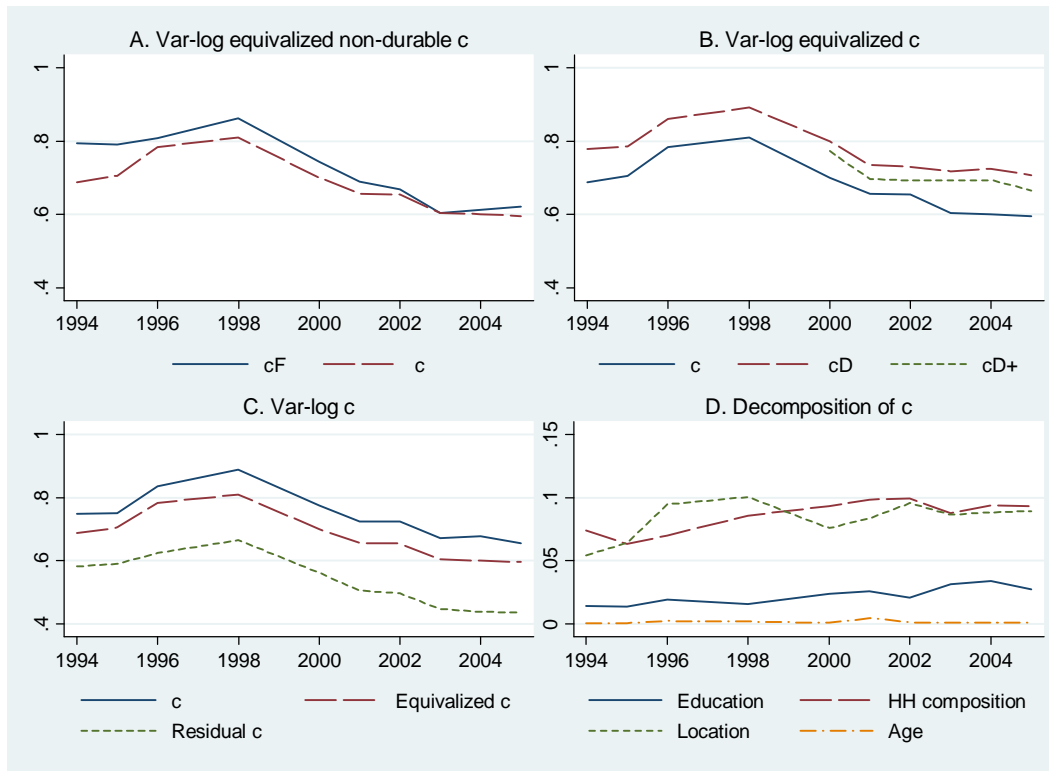 A. Var-log equivalized non-durable c
1
.8
.6
.4
1994 1996 1998 2000 2002 2004
cF c
B. Var-log equivalized c
1
.8
.6
.4
1994 1996 1998 2000 2002 2004
c cD cD+
C. Var-log c
1
.8
.6
.4
1994 1996 1998 2000 2002 2004
c Equivalized c
Residual c
D. Decomposition of c
.15
.1
.05
0
1994 1996 1998 2000 2002 2004
Education HH composition
Location Age